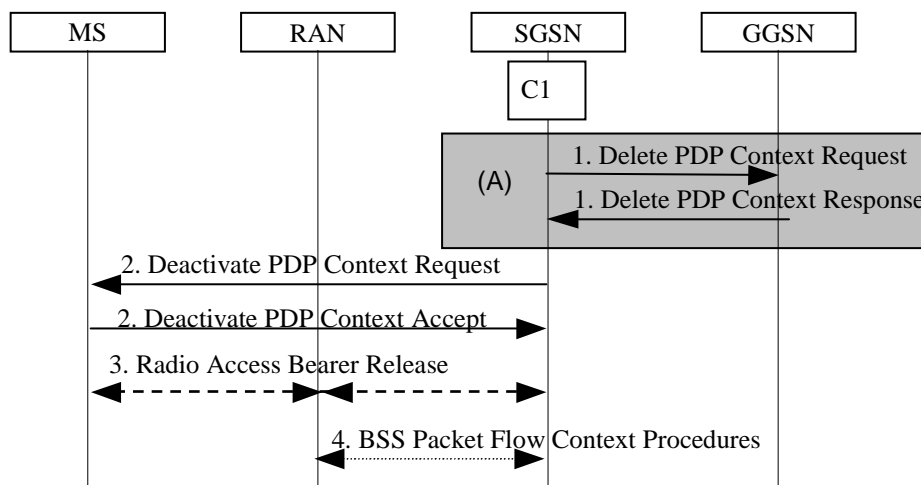 MS
RAN
SGSN
GGSN
C1
(A)
1. Delete PDP Context Request
1. Delete PDP Context Response
2. Deactivate PDP Context Request
2. Deactivate PDP Context Accept
3. Radio Access Bearer Release
4. BSS Packet Flow Context Procedures